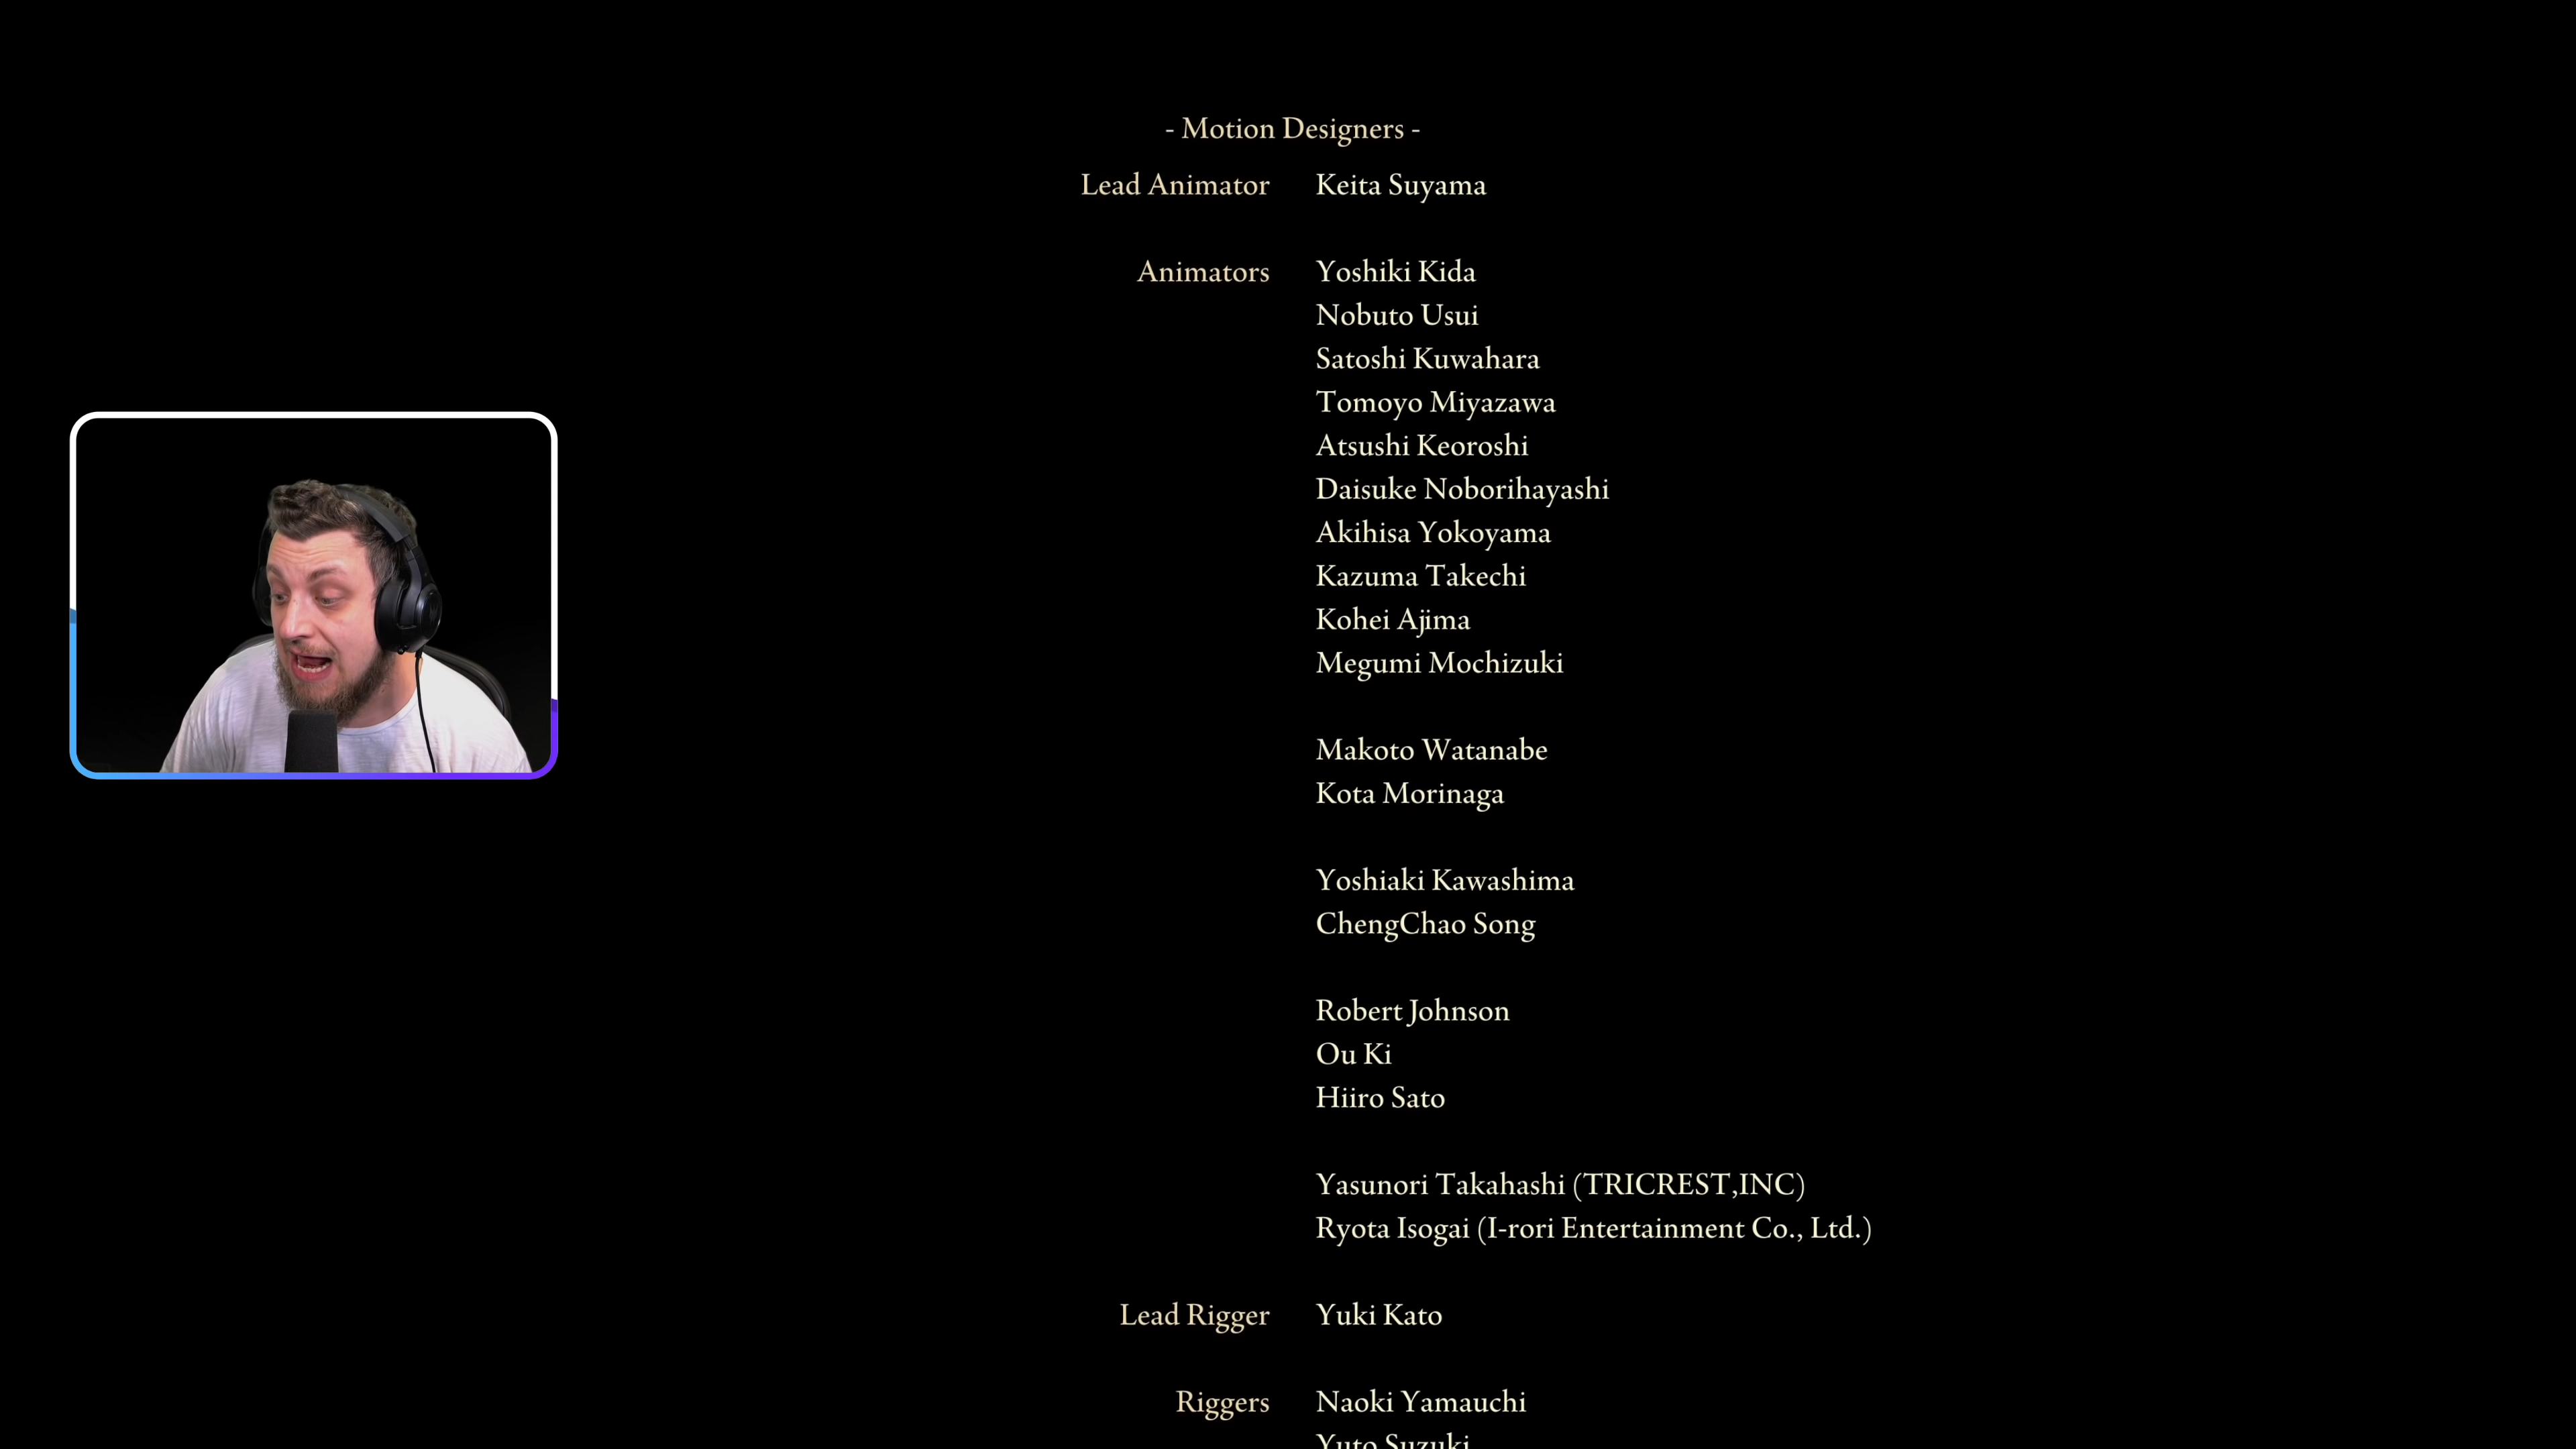 - Motion Designers -
Lead Animator Keita Suyama
Animators Yoshiki Kida
Nobuto Usui
Satoshi Kuwahara
Tomoyo Miyazawa
Atsushi Keoroshi
Daisuke Noborihayashi
Akihisa Yokoyama
Kazuma Takechi
Kohei Ajima
Megumi Mochizuki
Makoto Watanabe
Kota Morinaga
Yoshiaki Kawashima
ChengChao Song
Robert Johnson
Ou Ki
Hiiro Sato
Yasunori Takahashi (TRICREST,INC)
Ryota Isogai (I-rori Entertainment Co., Ltd.)
Lead Rigger Yuki Kato
Riggers Naoki Yamauchi
Yuto Suzuki